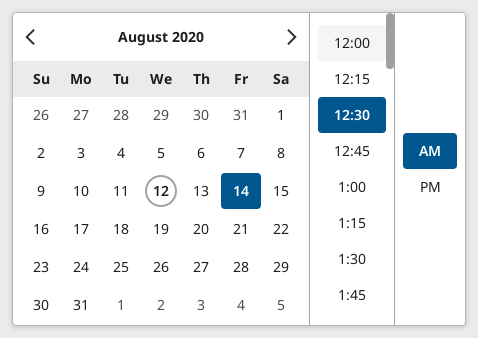 August 2020
Su Mo Tu We Th Fr Sa
26 27 28 29 30 31 1
2 3 4 5 6 7 8
9 10 11 12 13 14 15
16 17 18 19 20 21 22
23 24 25 26 27 28 29
30 31 1 2 3 4 5
12:00
12:15
12:30
12:45
1:00
1:15
1:30
1:45
AM
PM